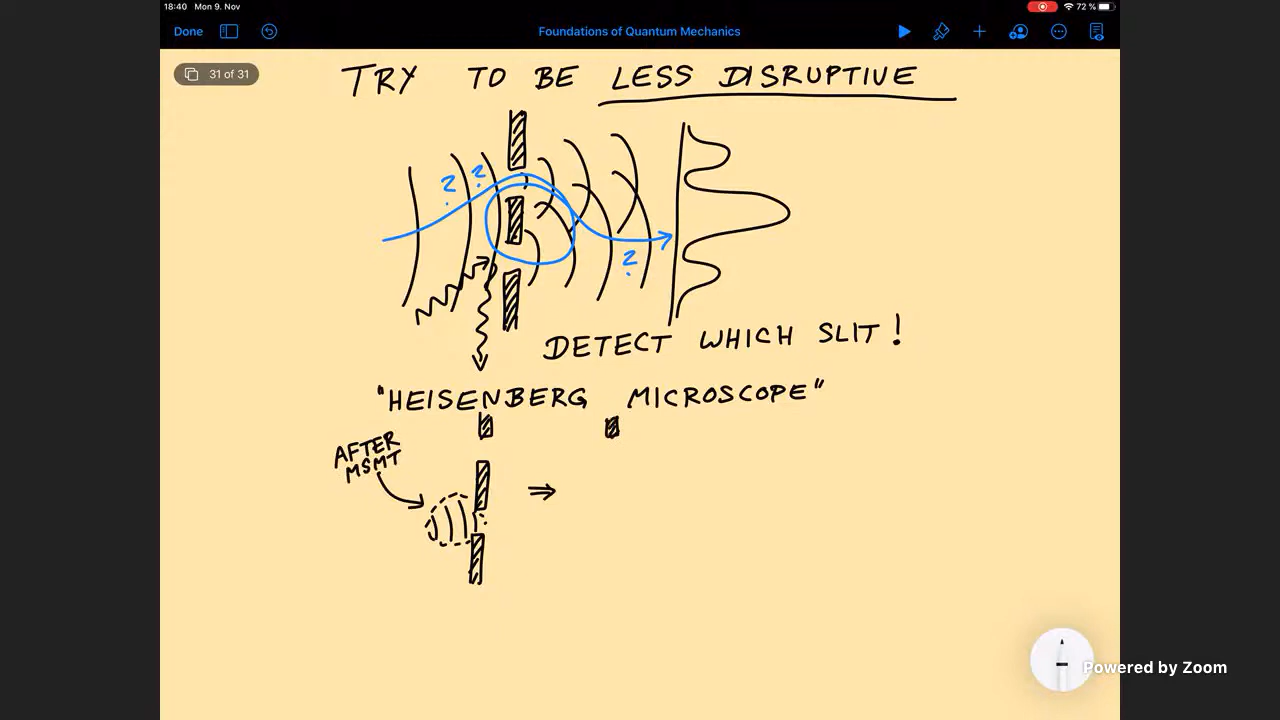 18:40 Mon 9. Nov
72 %
Done
Foundations of Quantum Mechanics
31 of 31
TRY TO BE LESS DISRUPTIVE
? ?
?
DETECT WHICH SLIT!
"HEISENBERG MICROSCOPE"
AFTER
MSMT
Powered by Zoom